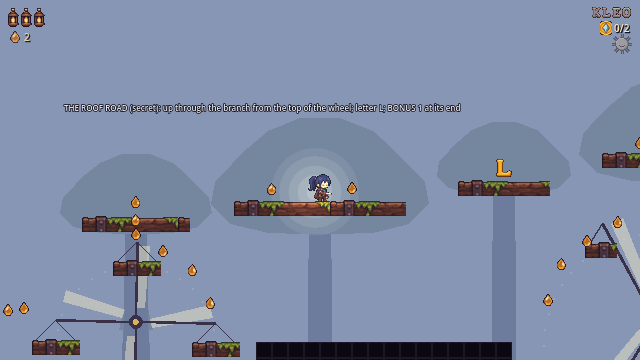 KLEO
0/2
2
THE ROOF ROAD (secret): up through the branch from the top of the wheel; letter L; BONUS 1 at its end
L